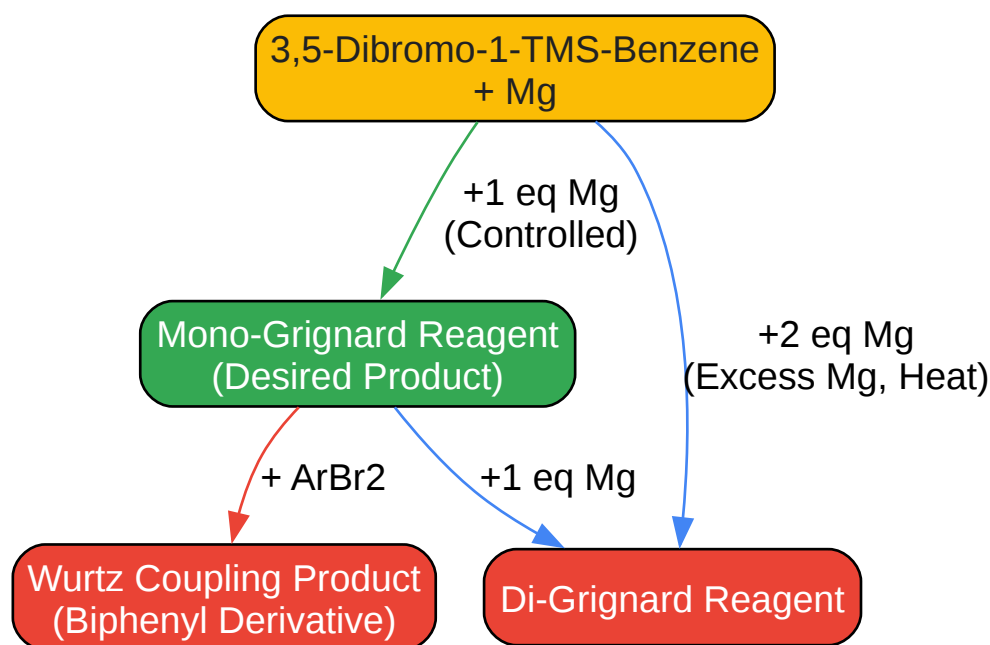 3,5-Dibromo-1-TMS-Benzene
+ Mg
+1 eq Mg
(Controlled)
Mono-Grignard Reagent
(Desired Product)
+2 eq Mg
(Excess Mg, Heat)
+ ArBr2
+1 eq Mg
Wurtz Coupling Product
(Biphenyl Derivative)
Di-Grignard Reagent